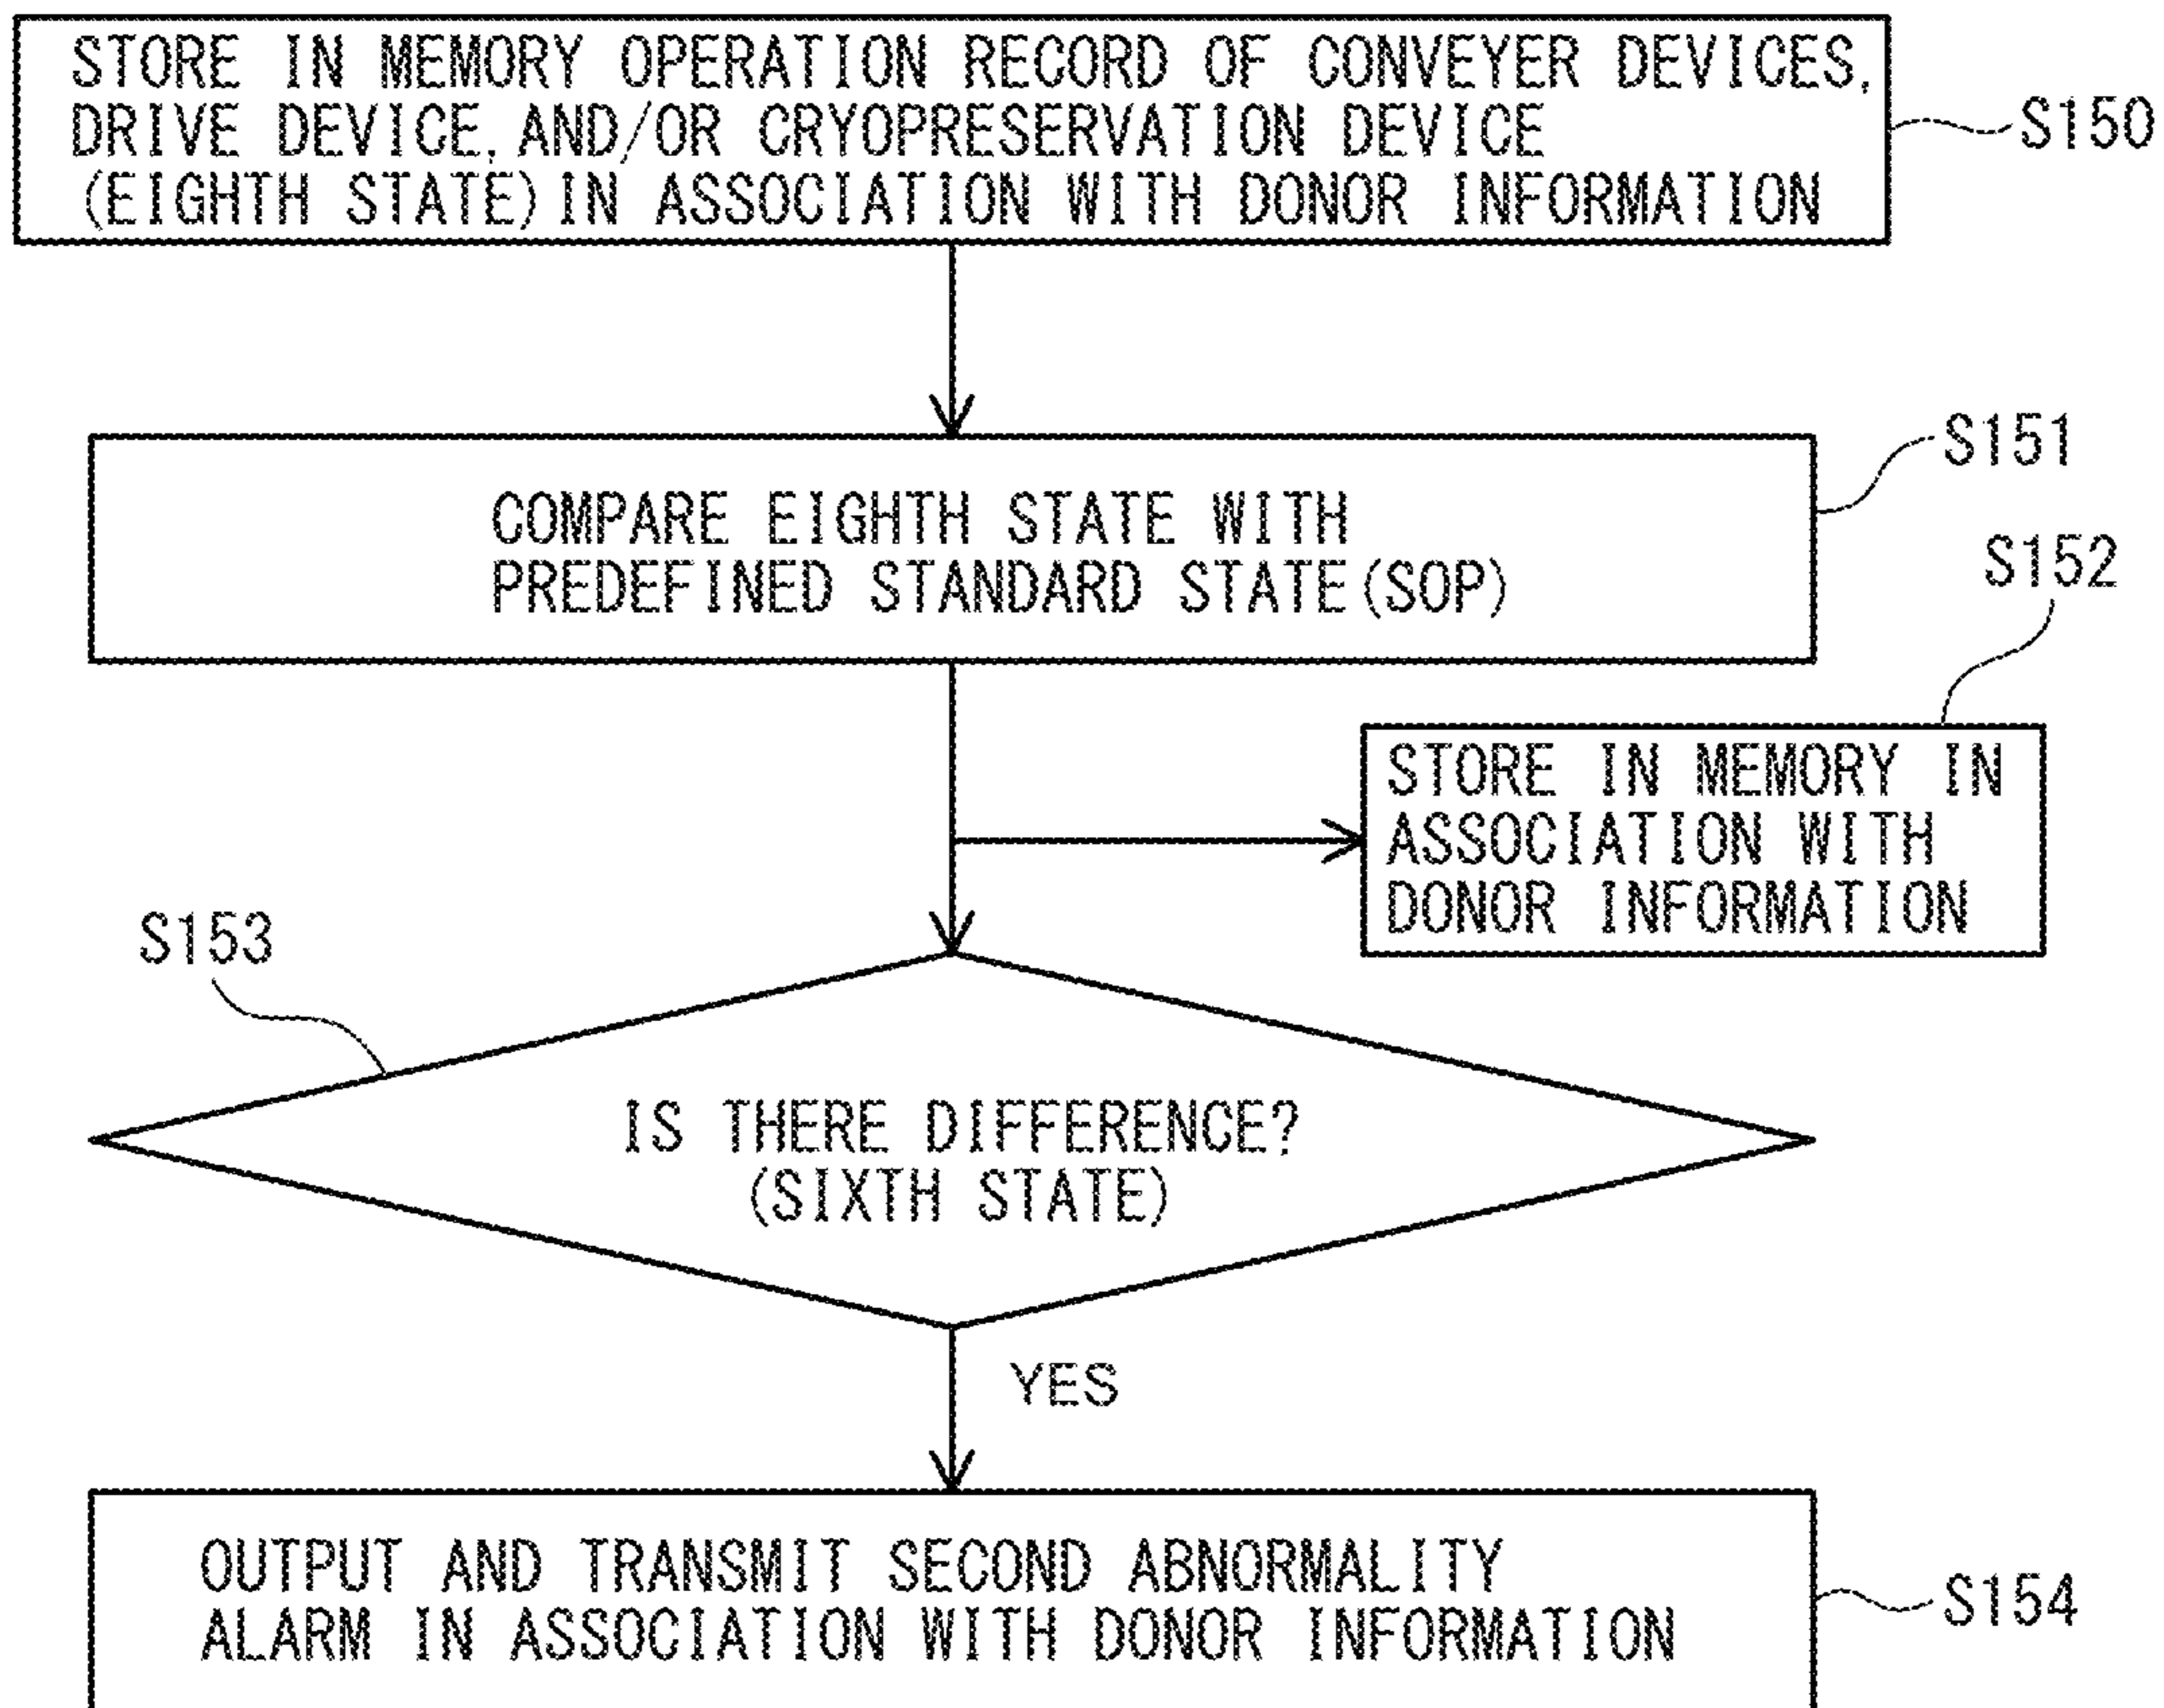 STORE IN MEMORY OPERATION RECORD OF CONVEYER DEVICES,
DRIVE DEVICE, AND/OR CRYOPRESERVATION DEVICE
(EIGHTH STATE) IN ASSOCIATION WITH DONOR INFORMATION
S150
COMPARE EIGHTH STATE WITH
PREDEFINED STANDARD STATE (SOP)
S151
S152
STORE IN MEMORY IN
ASSOCIATION WITH
DONOR INFORMATION
S153
IS THERE DIFFERENCE?
(SIXTH STATE)
YES
OUTPUT AND TRANSMIT SECOND ABNORMALITY
ALARM IN ASSOCIATION WITH DONOR INFORMATION
S154